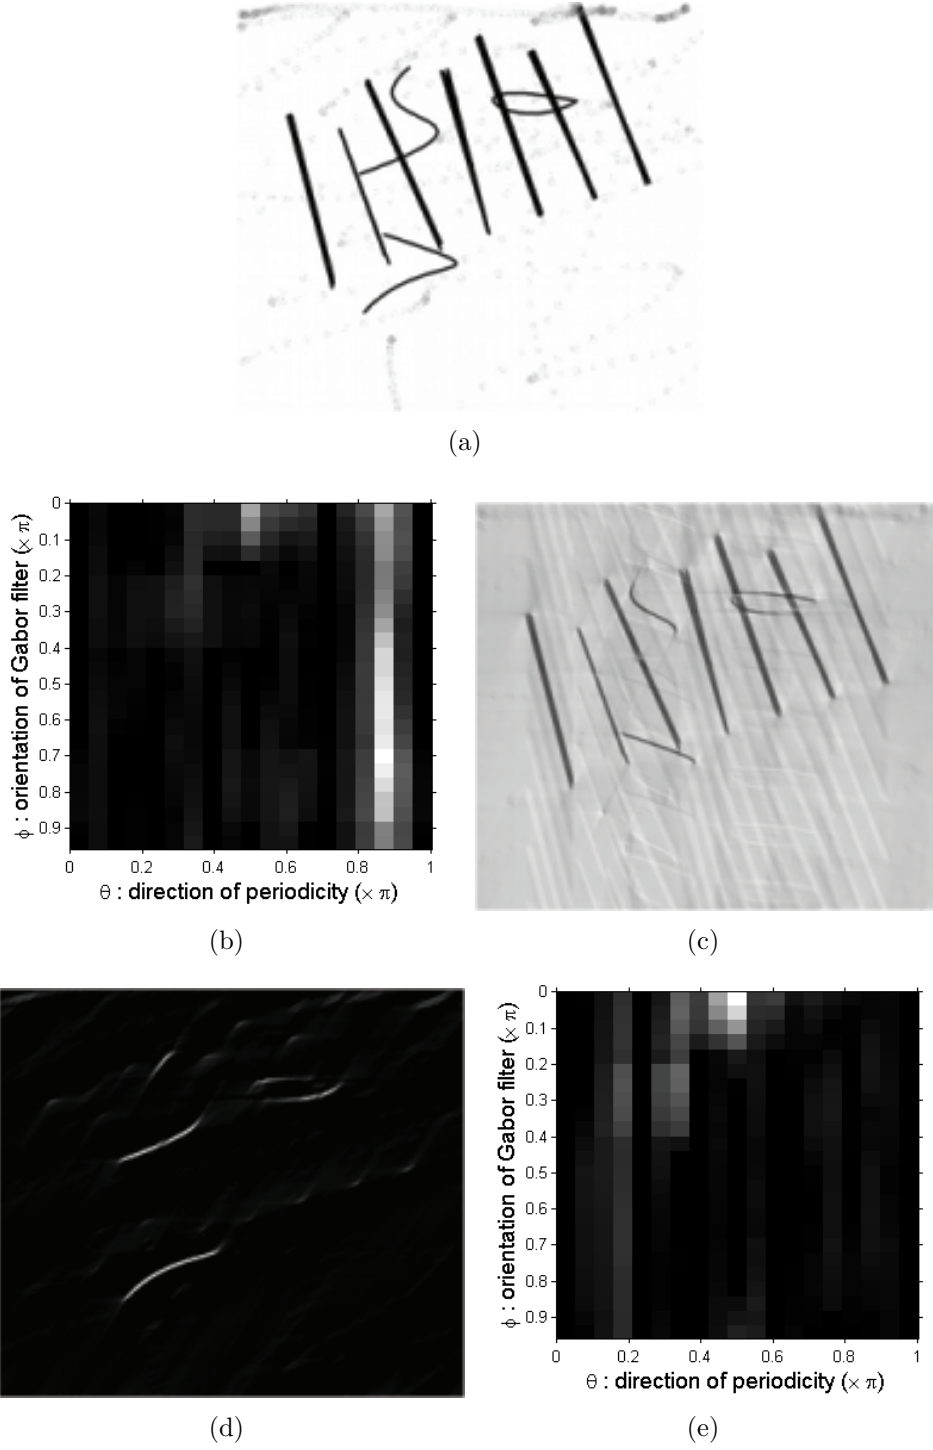 (a)
0
0.1
0.2
0.3
0.4
0.5
0.6
0.7
0.8
0.9
0 0.2 0.4 0.6 0.8 1
ϕ : orientation of Gabor filter (× π)
θ : direction of periodicity (× π)
(b)
(c)
(d)
0
0.1
0.2
0.3
0.4
0.5
0.6
0.7
0.8
0.9
0 0.2 0.4 0.6 0.8 1
ϕ : orientation of Gabor filter (× π)
θ : direction of periodicity (× π)
(e)